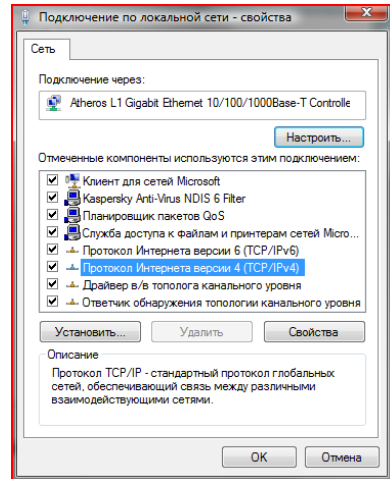 Подключение по локальной сети - свойства
Сеть
Подключение через:
Atheros L1 Gigabit Ethernet 10/100/1000Base-T Controlle
Настроить...
Отмеченные компоненты используются этим подключением:
Клиент для сетей Microsoft
Kaspersky Anti-Virus NDIS 6 Filter
Планировщик пакетов QoS
Служба доступа к файлам и принтерам сетей Micro...
Протокол Интернета версии 6 (TCP/IPv6)
Протокол Интернета версии 4 (TCP/IPv4)
Драйвер в/в тополога канального уровня
Ответчик обнаружения топологии канального уровня
Установить... Удалить Свойства
Описание
Протокол TCP/IP - стандартный протокол глобальных
сетей, обеспечивающий связь между различными
взаимодействующими сетями.
OK Отмена